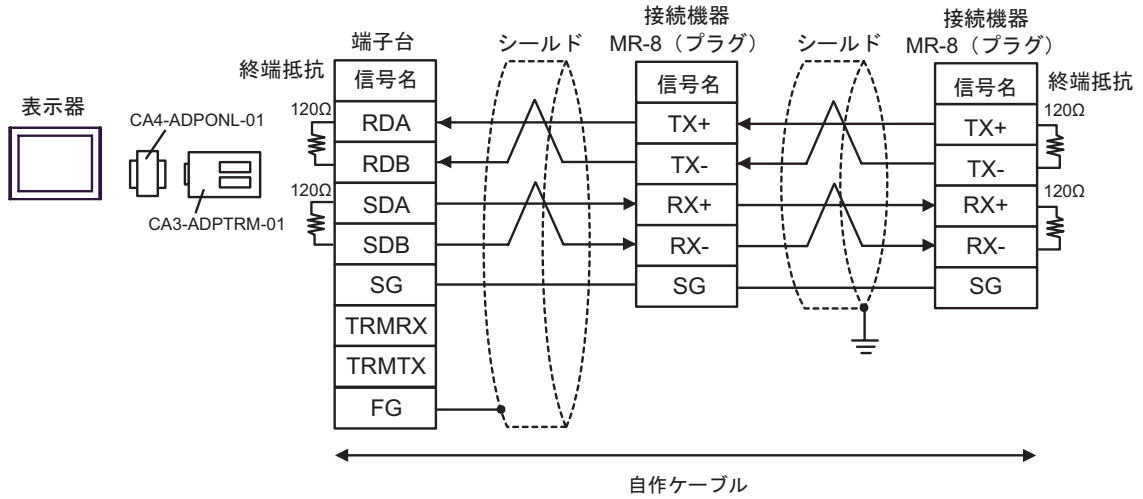 表示器
CA4-ADPONL-01
CA3-ADPTRM-01
終端抵抗
120Ω
120Ω
端子台
信号名
RDA
RDB
SDA
SDB
SG
TRMRX
TRMTX
FG
シールド
接続機器
MR-8（プラグ）
信号名
TX+
TX-
RX+
RX-
SG
シールド
接続機器
MR-8（プラグ）
信号名
TX+
TX-
RX+
RX-
SG
終端抵抗
120Ω
120Ω
自作ケーブル